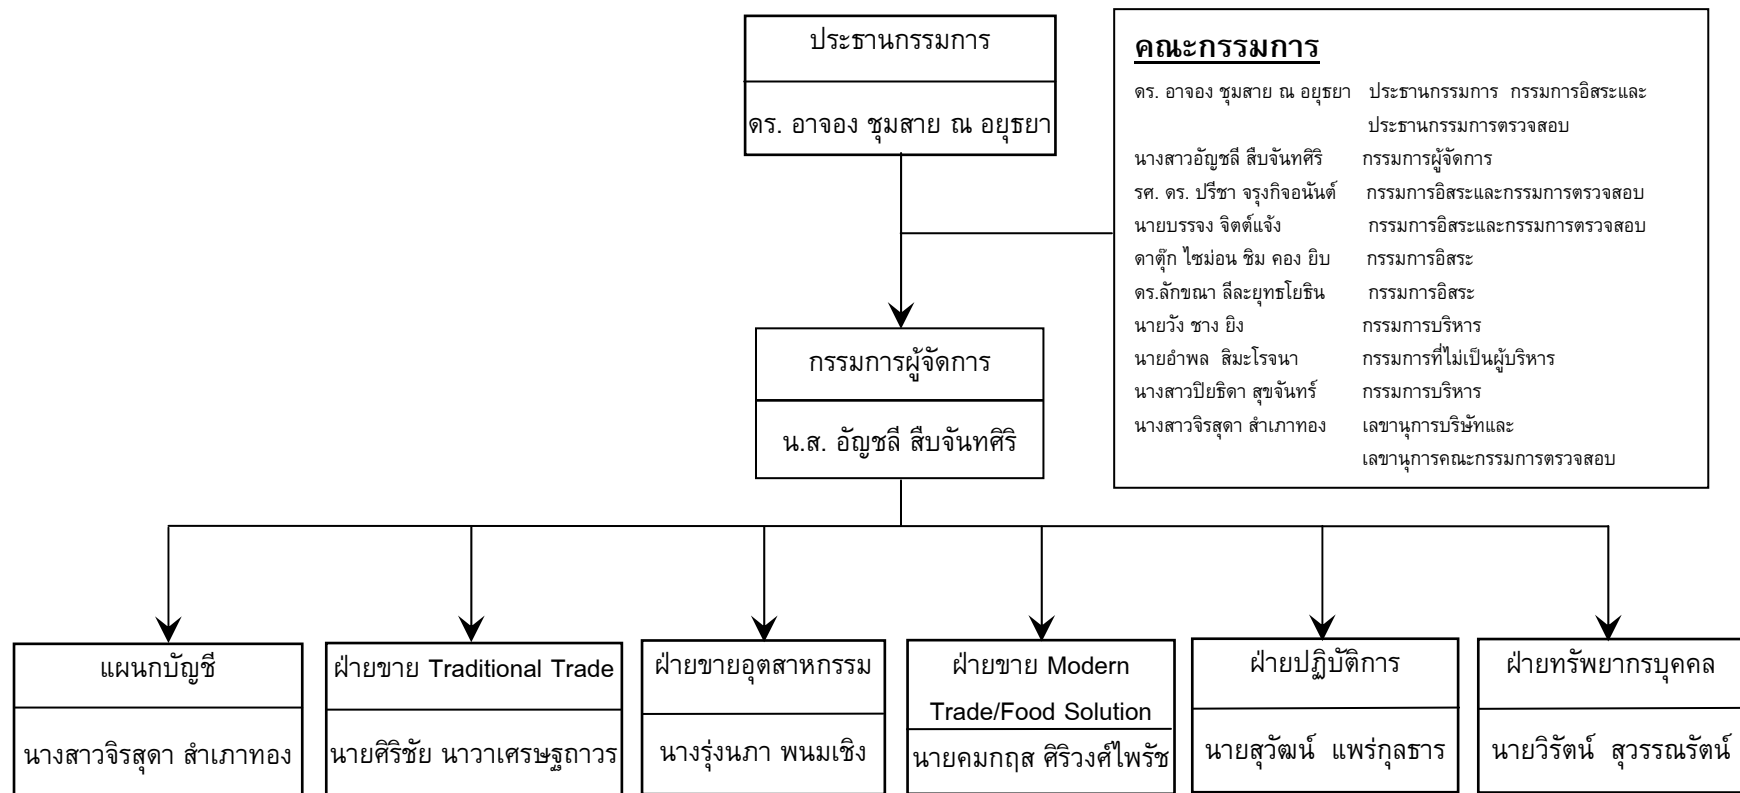 ประธานกรรมการ
ดร. อาจอง ชุมสาย ณ อยุธยา
คณะกรรมการ
ดร. อาจอง ชุมสาย ณ อยุธยา ประธานกรรมการ กรรมการอิสระและ
ประธานกรรมการตรวจสอบ
นางสาวอัญชลี สืบจันทศิริ กรรมการผู้จัดการ
รศ. ดร. ปรีชา จรุงกิจอนันต์ กรรมการอิสระและกรรมการตรวจสอบ
นายบรรจง จิตต์แจ้ง กรรมการอิสระและกรรมการตรวจสอบ
ดาตุ๊ก ไซม่อน ชิม คอง ยิบ กรรมการอิสระ
ดร.ลักขณา ลีละยุทธโยธิน กรรมการอิสระ
นายวัง ชาง ยิง กรรมการบริหาร
นายอำพล สิมะโรจนา กรรมการที่ไม่เป็นผู้บริหาร
นางสาวปิยธิดา สุขจันทร์ กรรมการบริหาร
นางสาวจิรสุดา สำเภาทอง เลขานุการบริษัทและ
เลขานุการคณะกรรมการตรวจสอบ
กรรมการผู้จัดการ
น.ส. อัญชลี สืบจันทศิริ
แผนกบัญชี
นางสาวจิรสุดา สำเภาทอง
ฝ่ายขาย Traditional Trade
นายศิริชัย นาวาเศรษฐถาวร
ฝ่ายขายอุตสาหกรรม
นางรุ่งนภา พนมเชิง
ฝ่ายขาย Modern
Trade/Food Solution
นายคมกฤส ศิริวงศ์ไพรัช
ฝ่ายปฏิบัติการ
นายสุวัฒน์ แพร่กุลธาร
ฝ่ายทรัพยากรบุคคล
นายวิรัตน์ สุวรรณรัตน์